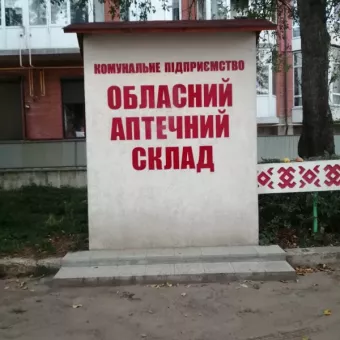 КОМУНАЛЬНЕ ПІДПРИЄМСТВО
ОБЛАСНИЙ
АПТЕЧНИЙ
СКЛАД